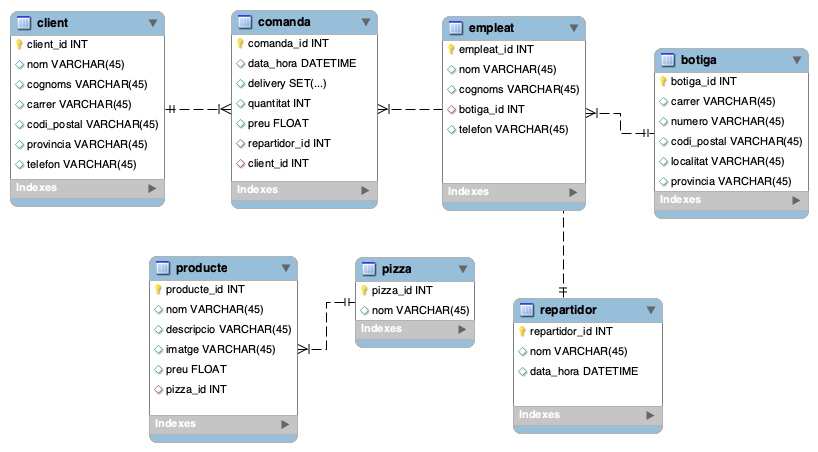 client
client_id INT
nom VARCHAR(45)
cognoms VARCHAR(45)
carrer VARCHAR(45)
codi_postal VARCHAR(45)
provincia VARCHAR(45)
telefon VARCHAR(45)
Indexes
comanda
comanda_id INT
data_hora DATETIME
delivery SET(...)
quantitat INT
preu FLOAT
repartidor_id INT
client_id INT
Indexes
empleat
empleat_id INT
nom VARCHAR(45)
cognoms VARCHAR(45)
botiga_id INT
telefon VARCHAR(45)
Indexes
botiga
botiga_id INT
carrer VARCHAR(45)
numero VARCHAR(45)
codi_postal VARCHAR(45)
localitat VARCHAR(45)
provincia VARCHAR(45)
Indexes
producte
producte_id INT
nom VARCHAR(45)
descripcio VARCHAR(45)
imatge VARCHAR(45)
preu FLOAT
pizza_id INT
Indexes
pizza
pizza_id INT
nom VARCHAR(45)
Indexes
repartidor
repartidor_id INT
nom VARCHAR(45)
data_hora DATETIME
Indexes